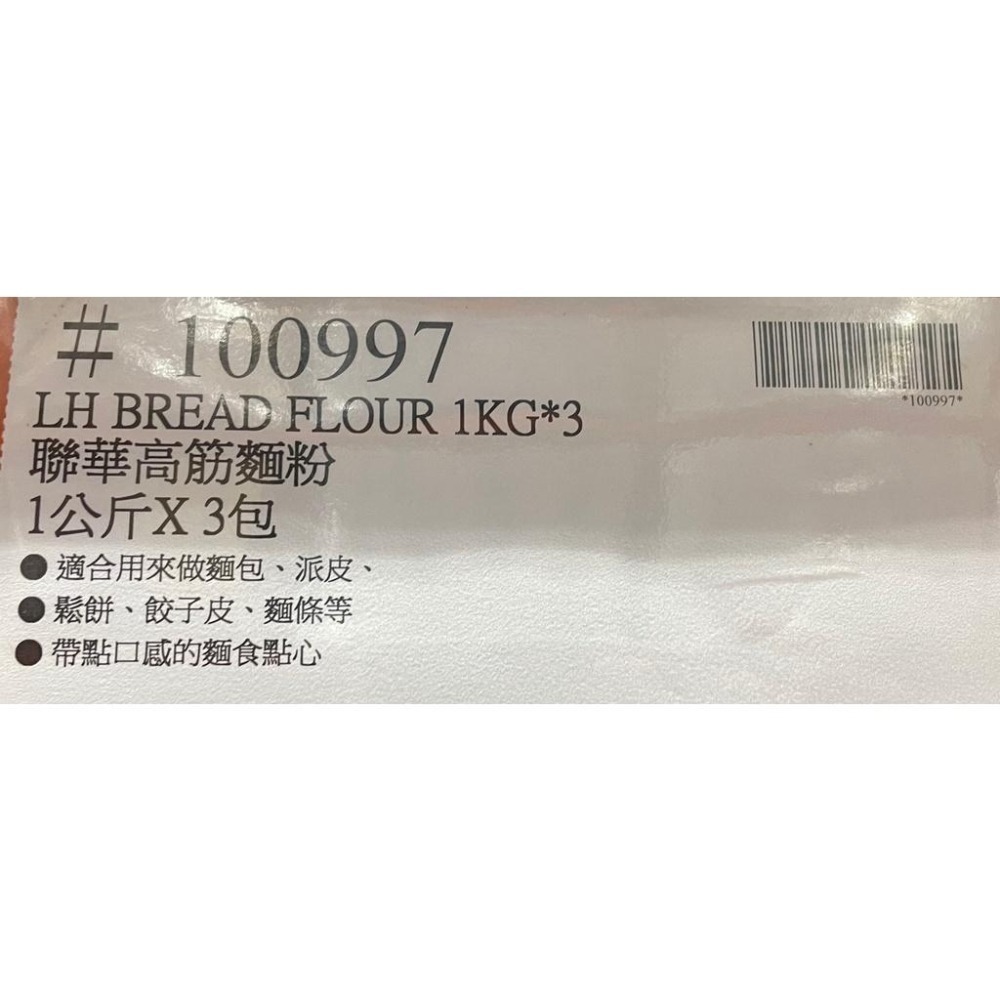 # 100997
*100997*
LH BREAD FLOUR 1KG*3
聯華高筋麵粉
1公斤X 3包
●適合用來做麵包、派皮、
●鬆餅、餃子皮、麵條等
●帶點口感的麵食點心